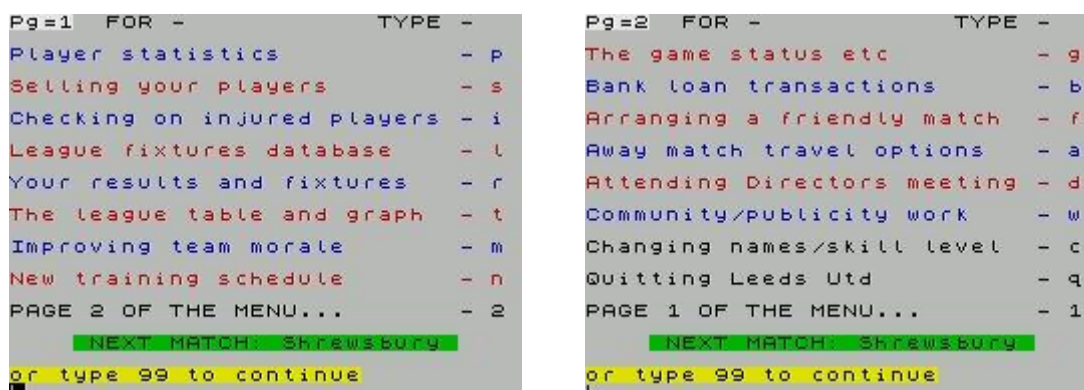 Pg=1 FOR - TYPE -
Player statistics - p
Selling your players - s
Checking on injured players - i
League fixtures database - l
Your results and fixtures - r
The league table and graph - t
Improving team morale - m
New training schedule - n
PAGE 2 OF THE MENU... - 2
NEXT MATCH: Shrewsbury
or type 99 to continue
Pg=2 FOR - TYPE -
The game status etc - g
Bank loan transactions - b
Arranging a friendly match - f
Away match travel options - a
Attending Directors meeting - d
Community/publicity work - w
Changing names/skill level - c
Quitting Leeds Utd - q
PAGE 1 OF THE MENU... - 1
NEXT MATCH: Shrewsbury
or type 99 to continue